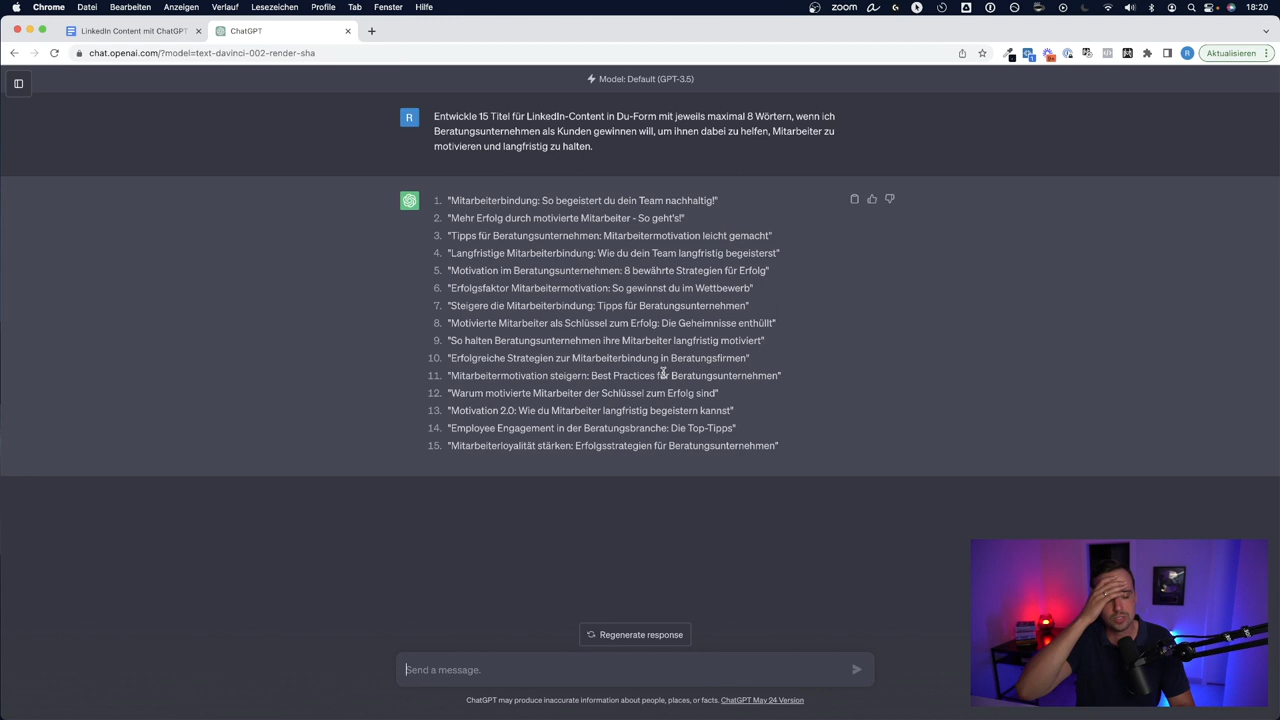 Chrome Datei Bearbeiten Anzeigen Verlauf Lesezeichen Profile Tab Fenster Hilfe zoom 18:20
LinkedIn Content mit ChatGPT ChatGPT
chat.openai.com/?model=text-davinci-002-render-sha R Aktualisieren
Model: Default (GPT-3.5)
R Entwickle 15 Titel für LinkedIn-Content in Du-Form mit jeweils maximal 8 Wörtern, wenn ich
Beratungsunternehmen als Kunden gewinnen will, um ihnen dabei zu helfen, Mitarbeiter zu
motivieren und langfristig zu halten.
1. "Mitarbeiterbindung: So begeistert du dein Team nachhaltig!"
2. "Mehr Erfolg durch motivierte Mitarbeiter - So geht's!"
3. "Tipps für Beratungsunternehmen: Mitarbeitermotivation leicht gemacht"
4. "Langfristige Mitarbeiterbindung: Wie du dein Team langfristig begeisterst"
5. "Motivation im Beratungsunternehmen: 8 bewährte Strategien für Erfolg"
6. "Erfolgsfaktor Mitarbeitermotivation: So gewinnst du im Wettbewerb"
7. "Steigere die Mitarbeiterbindung: Tipps für Beratungsunternehmen"
8. "Motivierte Mitarbeiter als Schlüssel zum Erfolg: Die Geheimnisse enthüllt"
9. "So halten Beratungsunternehmen ihre Mitarbeiter langfristig motiviert"
10. "Erfolgreiche Strategien zur Mitarbeiterbindung in Beratungsfirmen"
11. "Mitarbeitermotivation steigern: Best Practices für Beratungsunternehmen"
12. "Warum motivierte Mitarbeiter der Schlüssel zum Erfolg sind"
13. "Motivation 2.0: Wie du Mitarbeiter langfristig begeistern kannst"
14. "Employee Engagement in der Beratungsbranche: Die Top-Tipps"
15. "Mitarbeiterloyalität stärken: Erfolgsstrategien für Beratungsunternehmen"
Regenerate response
Send a message.
ChatGPT may produce inaccurate information about people, places, or facts. ChatGPT May 24 Version